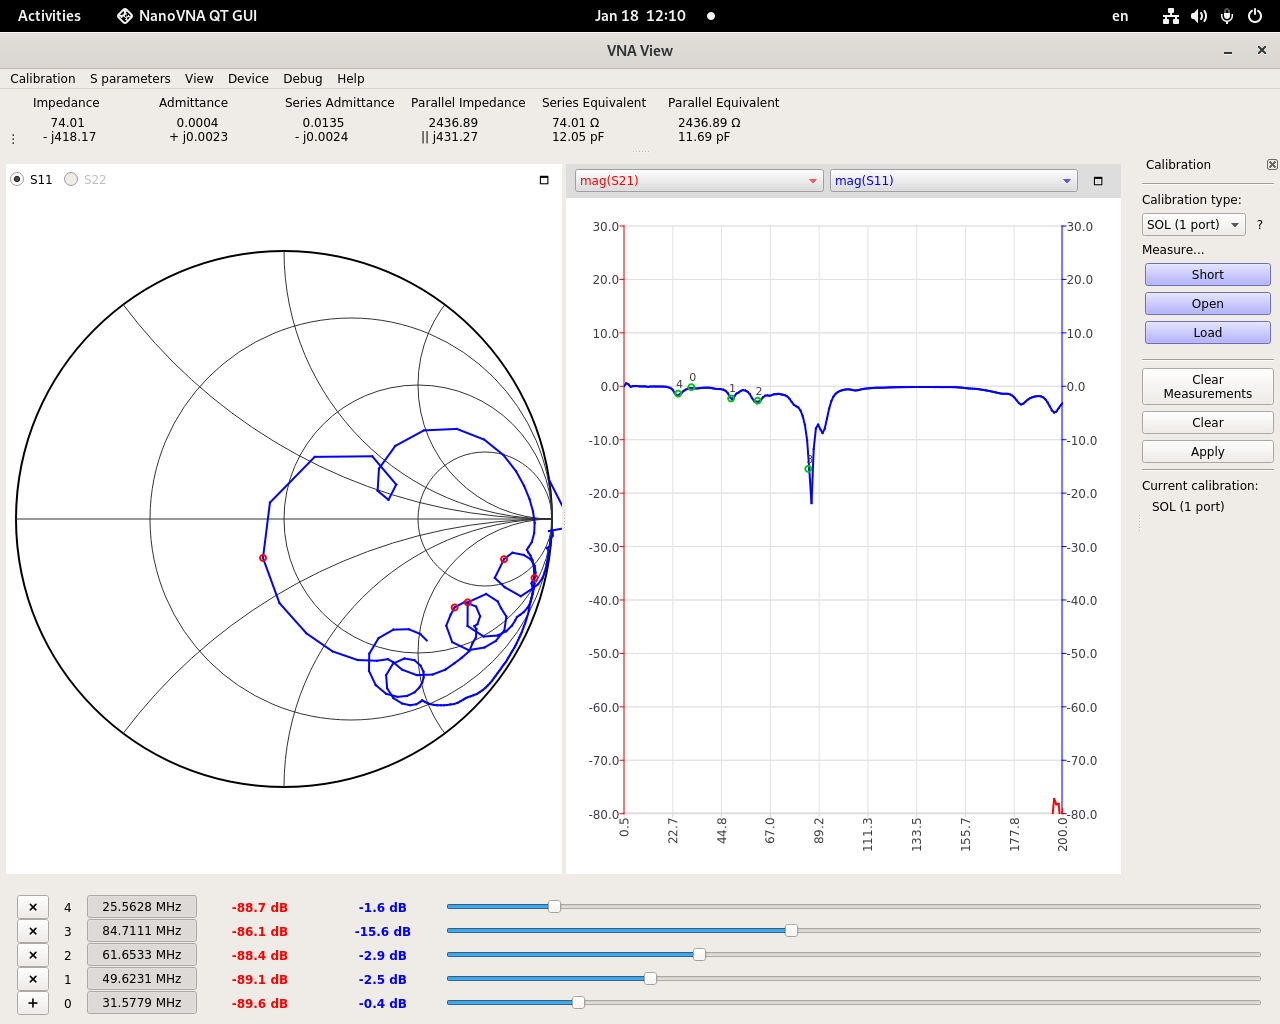 Activities NanoVNA QT GUI Jan 18 12:10 en
VNA View
Calibration S parameters View Device Debug Help
Impedance Admittance Series Admittance Parallel Impedance Series Equivalent Parallel Equivalent
74.01 0.0004 0.0135 2436.89 74.01 Ω 2436.89 Ω
- j418.17 + j0.0023 - j0.0024 || j431.27 12.05 pF 11.69 pF
S11 S22
mag(S21) mag(S11)
30.0 30.0
20.0 20.0
10.0 10.0
0.0 0.0
-10.0 -10.0
-20.0 -20.0
-30.0 -30.0
-40.0 -40.0
-50.0 -50.0
-60.0 -60.0
-70.0 -70.0
-80.0 -80.0
4 0 1 2 3
0.5 22.7 44.8 67.0 89.2 111.3 133.5 155.7 177.8 200.0
Calibration
Calibration type:
SOL (1 port) ?
Measure...
Short
Open
Load
Clear
Measurements
Clear
Apply
Current calibration:
SOL (1 port)
× 4 25.5628 MHz -88.7 dB -1.6 dB
× 3 84.7111 MHz -86.1 dB -15.6 dB
× 2 61.6533 MHz -88.4 dB -2.9 dB
× 1 49.6231 MHz -89.1 dB -2.5 dB
+ 0 31.5779 MHz -89.6 dB -0.4 dB